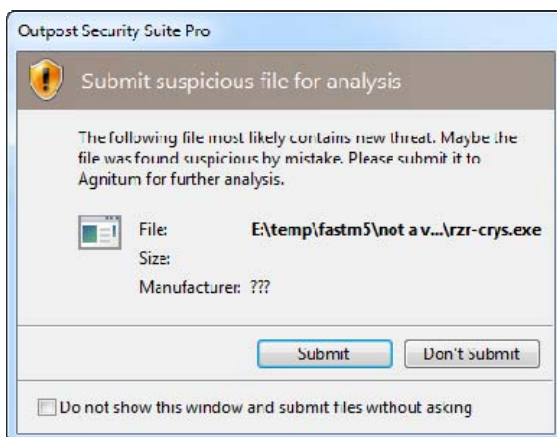 Outpost Security Suite Pro
Submit suspicious file for analysis
The following file most likely contains new threat. Maybe the
file was found suspicious by mistake. Please submit it to
Agnitum for further analysis.
File: E:\temp\fastm5\not a v...\rzr-crys.exe
Size:
Manufacturer: ???
Submit Don't Submit
Do not show this window and submit files without asking